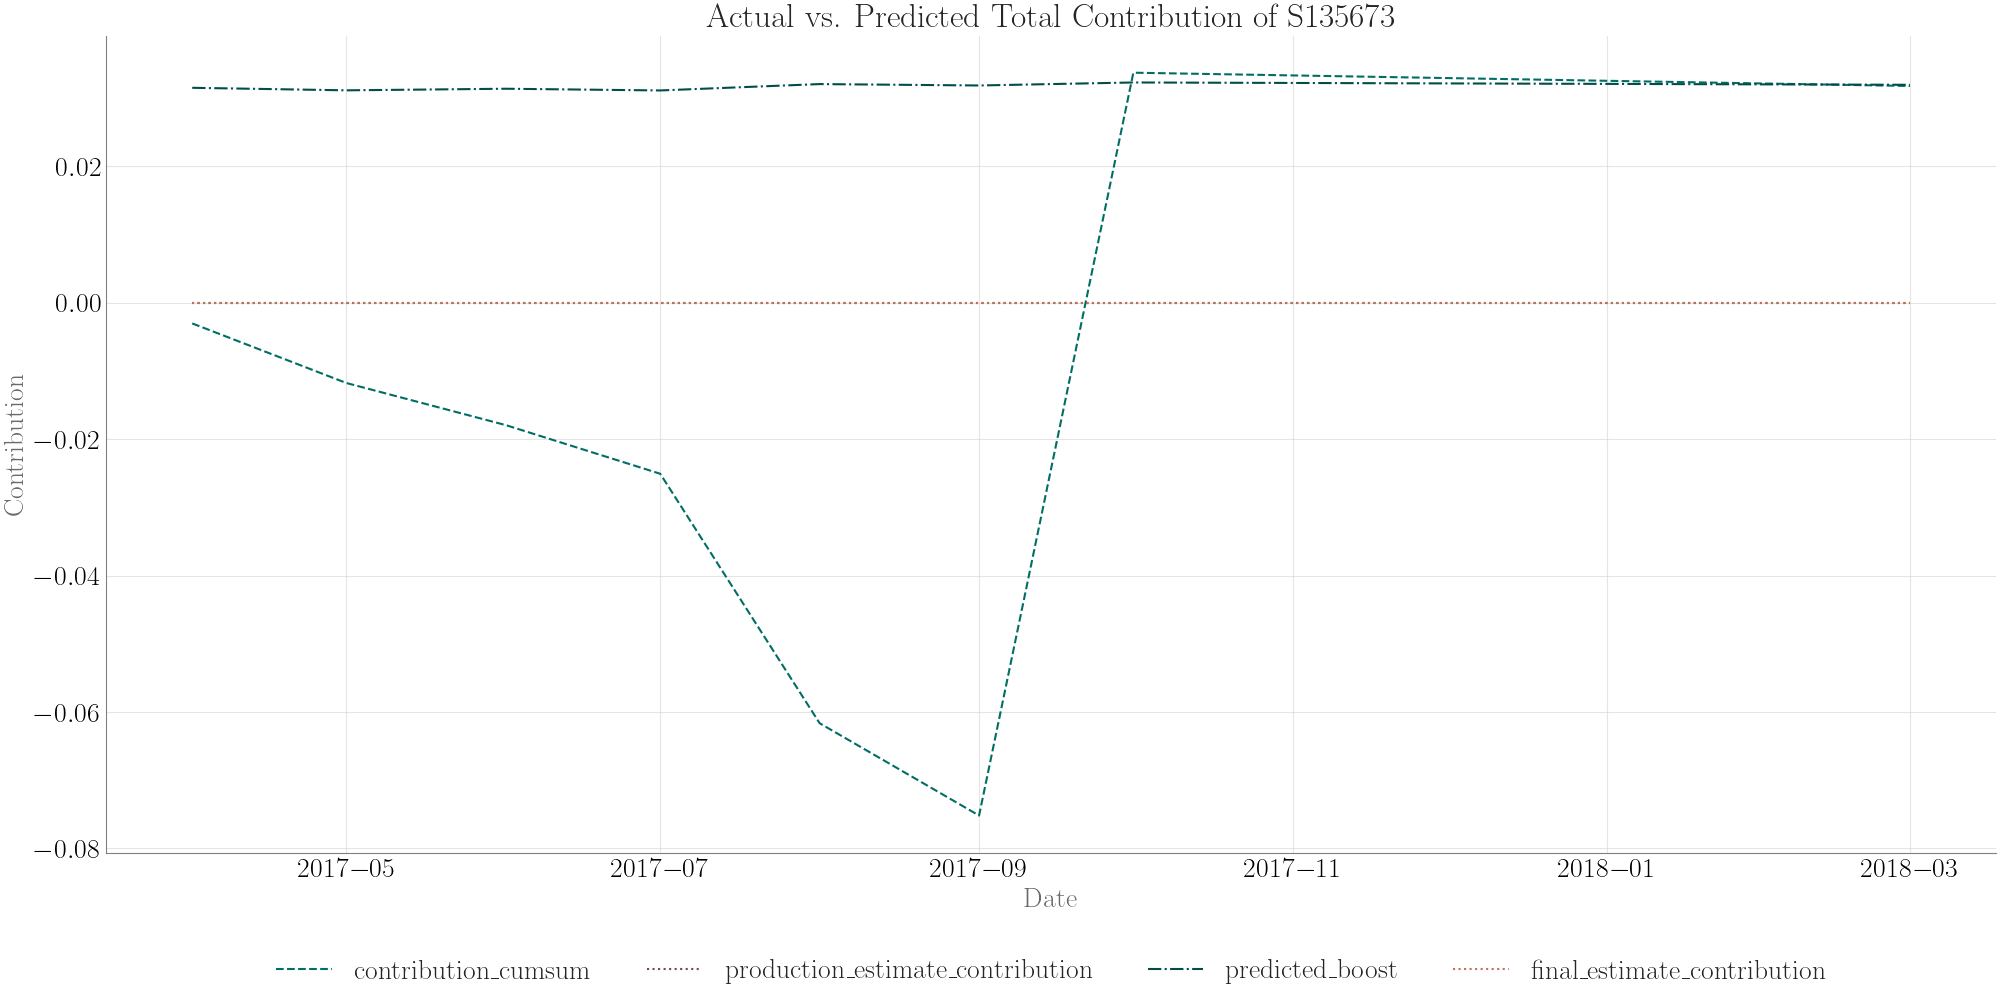 Actual vs. Predicted Total Contribution of S135673
Contribution
0.02
0.00
−0.02
−0.04
−0.06
−0.08
2017−05 2017−07 2017−09 2017−11 2018−01 2018−03
Date
contribution_cumsum production_estimate_contribution predicted_boost final_estimate_contribution